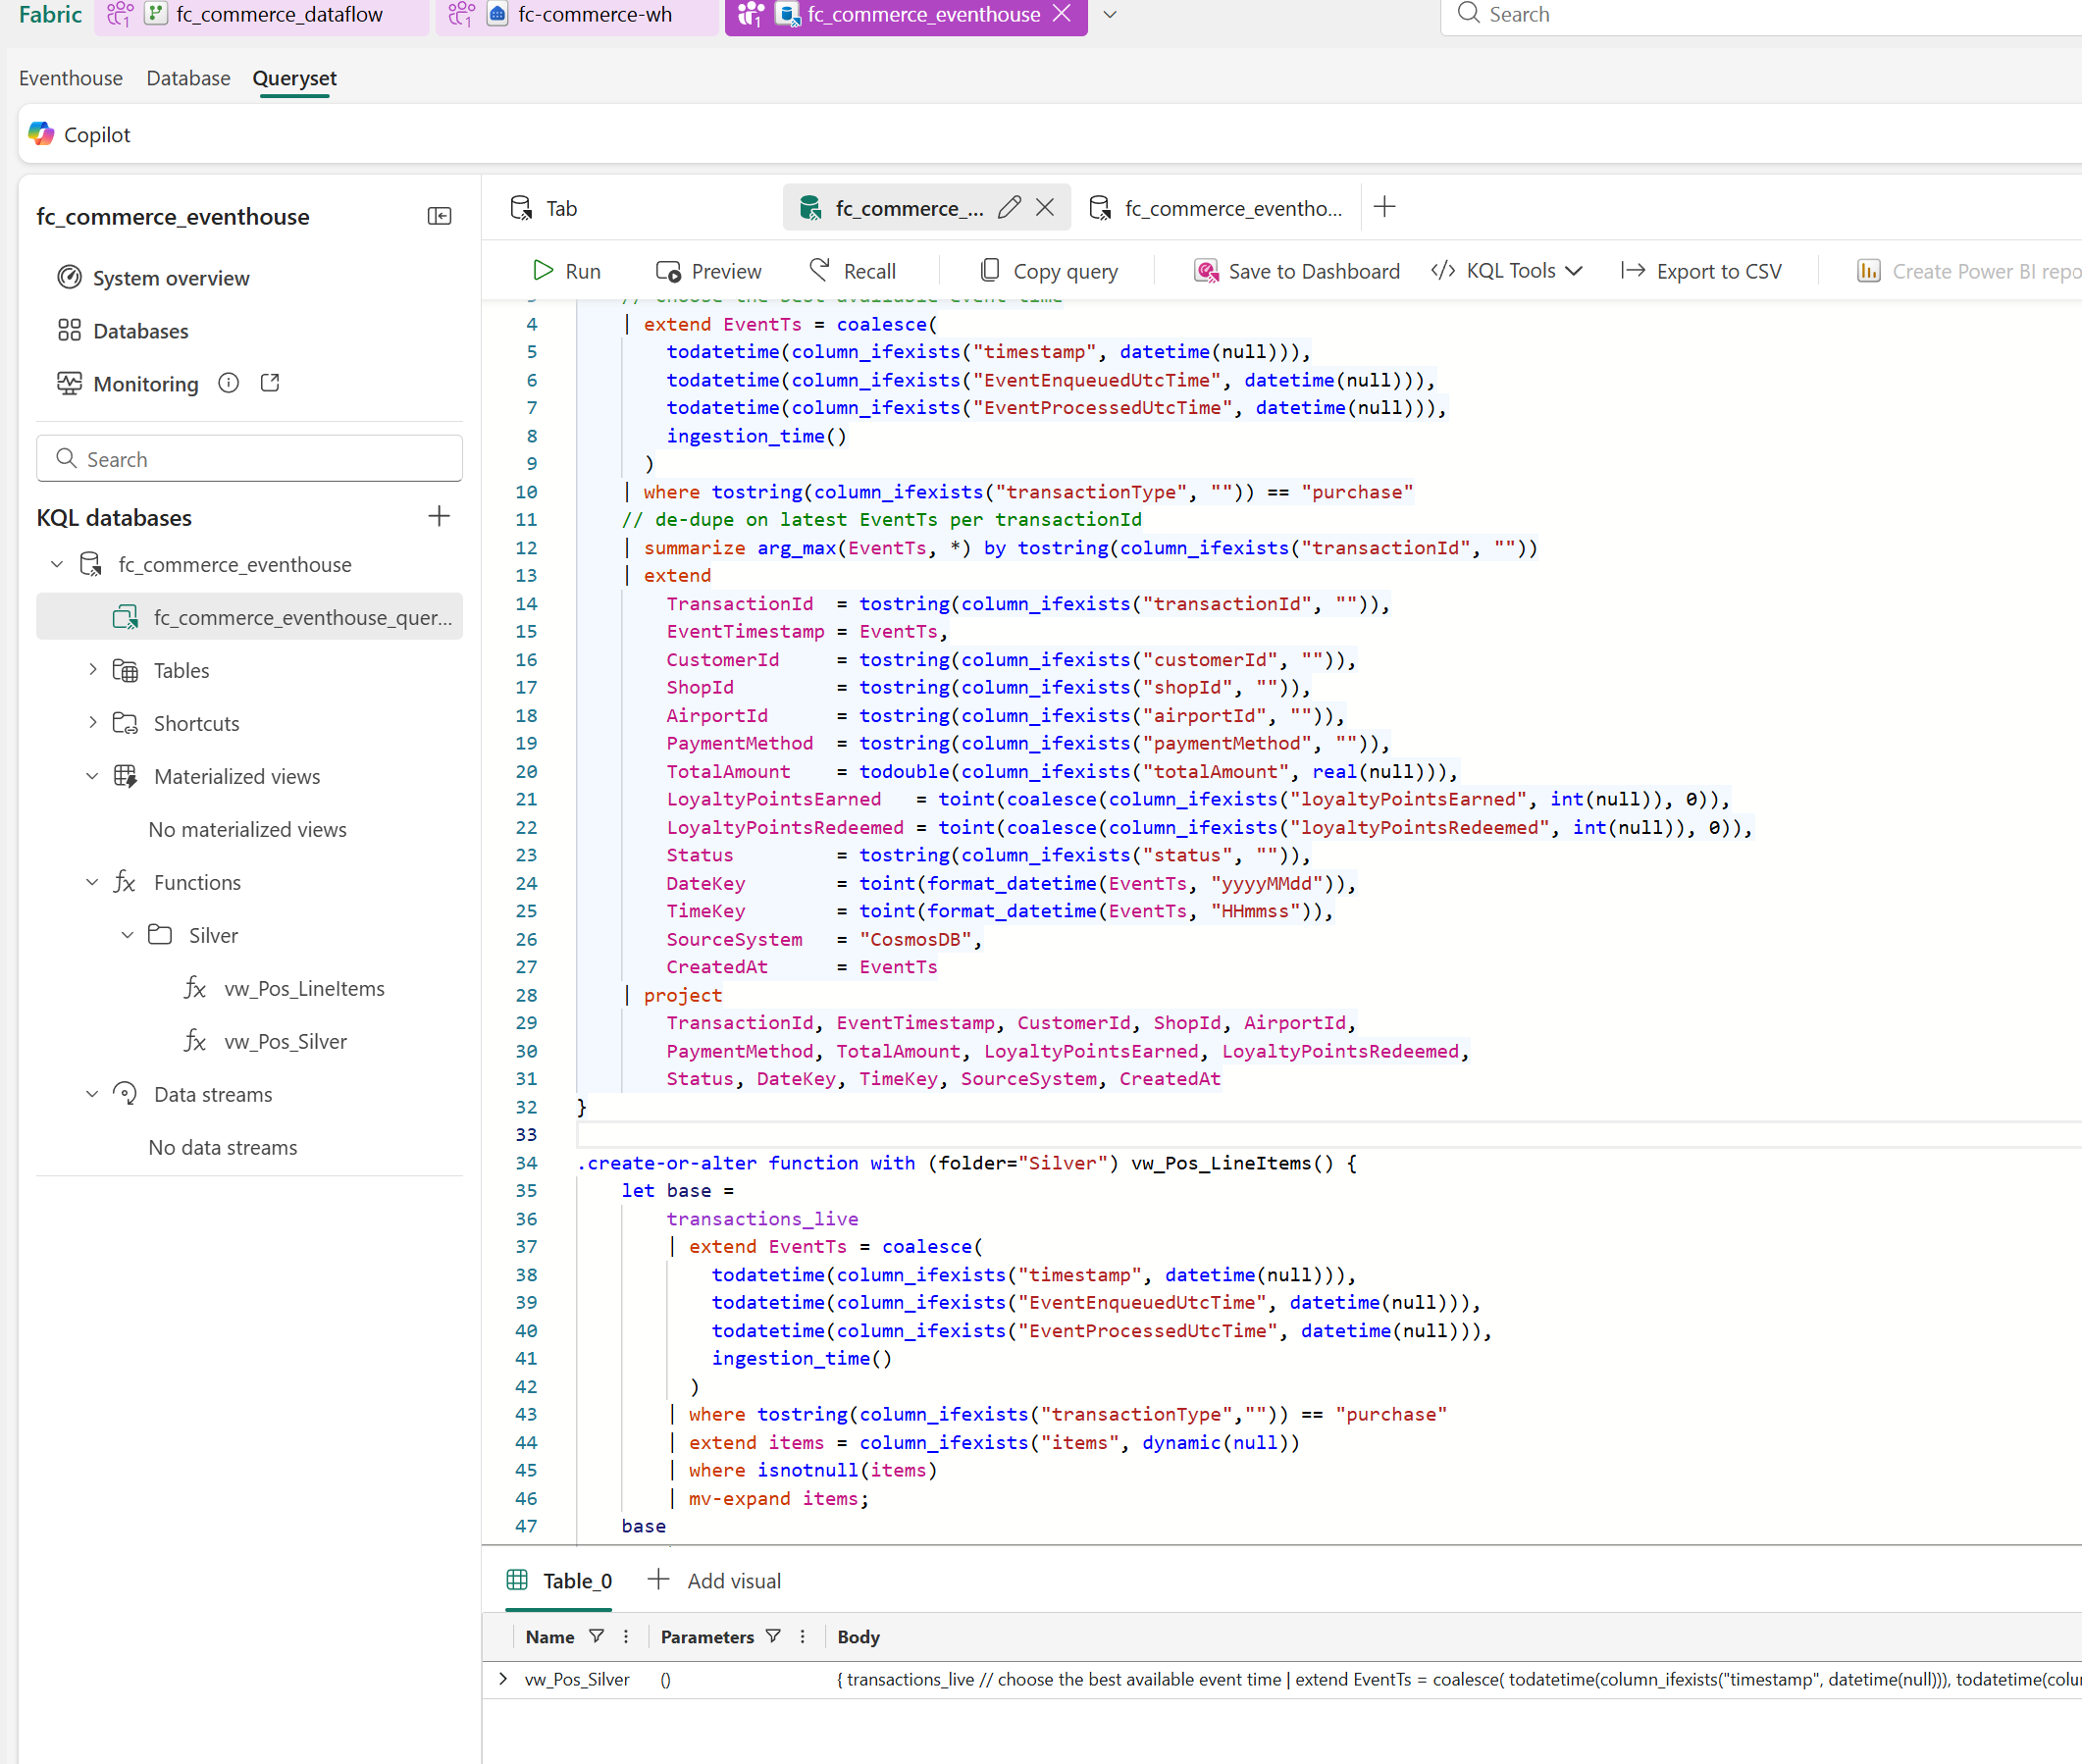 Fabric
fc_commerce_dataflow
fc-commerce-wh
fc_commerce_eventhouse
Search
Eventhouse Database Queryset
Copilot
fc_commerce_eventhouse
System overview
Databases
Monitoring
Search
KQL databases
fc_commerce_eventhouse
fc_commerce_eventhouse_quer...
Tables
Shortcuts
Materialized views
No materialized views
Functions
Silver
vw_Pos_LineItems
vw_Pos_Silver
Data streams
No data streams
Tab fc_commerce_... fc_commerce_eventho...
Run Preview Recall Copy query Save to Dashboard </> KQL Tools Export to CSV Create Power BI repo
3 // choose the best available event time
4 | extend EventTs = coalesce(
5 todatetime(column_ifexists("timestamp", datetime(null))),
6 todatetime(column_ifexists("EventEnqueuedUtcTime", datetime(null))),
7 todatetime(column_ifexists("EventProcessedUtcTime", datetime(null))),
8 ingestion_time()
9 )
10 | where tostring(column_ifexists("transactionType", "")) == "purchase"
11 // de-dupe on latest EventTs per transactionId
12 | summarize arg_max(EventTs, *) by tostring(column_ifexists("transactionId", ""))
13 | extend
14 TransactionId = tostring(column_ifexists("transactionId", "")),
15 EventTimestamp = EventTs,
16 CustomerId = tostring(column_ifexists("customerId", "")),
17 ShopId = tostring(column_ifexists("shopId", "")),
18 AirportId = tostring(column_ifexists("airportId", "")),
19 PaymentMethod = tostring(column_ifexists("paymentMethod", "")),
20 TotalAmount = todouble(column_ifexists("totalAmount", real(null))),
21 LoyaltyPointsEarned = toint(coalesce(column_ifexists("loyaltyPointsEarned", int(null)), 0)),
22 LoyaltyPointsRedeemed = toint(coalesce(column_ifexists("loyaltyPointsRedeemed", int(null)), 0)),
23 Status = tostring(column_ifexists("status", "")),
24 DateKey = toint(format_datetime(EventTs, "yyyyMMdd")),
25 TimeKey = toint(format_datetime(EventTs, "HHmmss")),
26 SourceSystem = "CosmosDB",
27 CreatedAt = EventTs
28 | project
29 TransactionId, EventTimestamp, CustomerId, ShopId, AirportId,
30 PaymentMethod, TotalAmount, LoyaltyPointsEarned, LoyaltyPointsRedeemed,
31 Status, DateKey, TimeKey, SourceSystem, CreatedAt
32 }
33
34 .create-or-alter function with (folder="Silver") vw_Pos_LineItems() {
35 let base =
36 transactions_live
37 | extend EventTs = coalesce(
38 todatetime(column_ifexists("timestamp", datetime(null))),
39 todatetime(column_ifexists("EventEnqueuedUtcTime", datetime(null))),
40 todatetime(column_ifexists("EventProcessedUtcTime", datetime(null))),
41 ingestion_time()
42 )
43 | where tostring(column_ifexists("transactionType","")) == "purchase"
44 | extend items = column_ifexists("items", dynamic(null))
45 | where isnotnull(items)
46 | mv-expand items;
47 base
Table_0 Add visual
Name Parameters Body
vw_Pos_Silver () { transactions_live // choose the best available event time | extend EventTs = coalesce( todatetime(column_ifexists("timestamp", datetime(null))), todatetime(colu